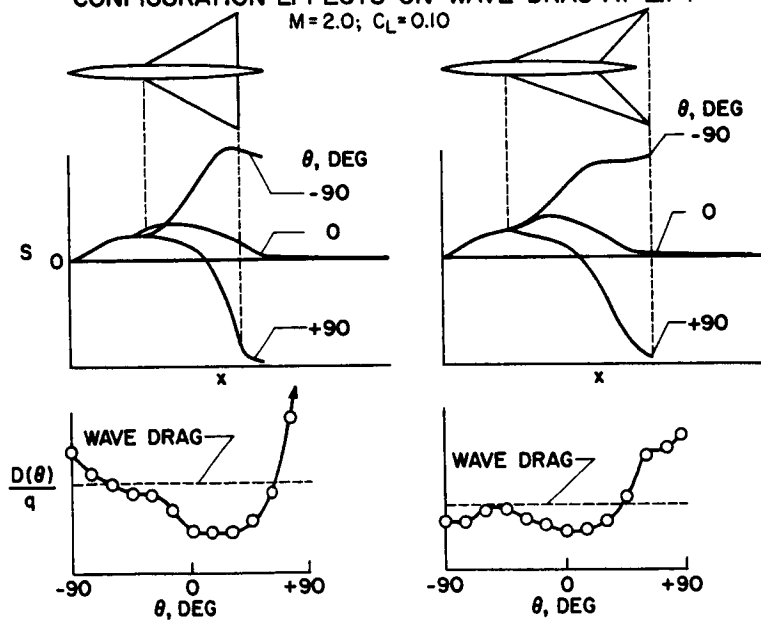 CONFIGURATION EFFECTS ON WAVE DRAG AT LIFT
M = 2.0; CL = 0.10
θ, DEG
-90
0
+90
S
0
x
θ, DEG
-90
0
+90
x
WAVE DRAG
D(θ)
q
-90
0
+90
θ, DEG
WAVE DRAG
-90
0
+90
θ, DEG